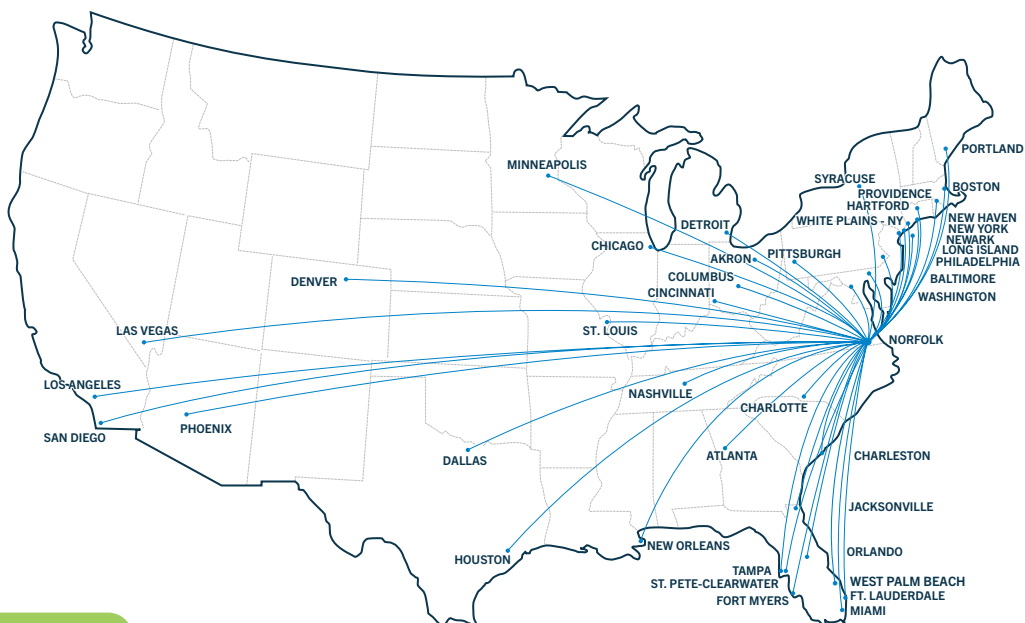 PORTLAND
MINNEAPOLIS
SYRACUSE
BOSTON
PROVIDENCE
HARTFORD
WHITE PLAINS - NY
NEW HAVEN
DETROIT
NEW YORK
NEWARK
CHICAGO
LONG ISLAND
PITTSBURGH
AKRON
PHILADELPHIA
COLUMBUS
BALTIMORE
DENVER
CINCINNATI
WASHINGTON
LAS VEGAS
ST. LOUIS
NORFOLK
LOS ANGELES
NASHVILLE
CHARLOTTE
PHOENIX
SAN DIEGO
ATLANTA
CHARLESTON
DALLAS
JACKSONVILLE
NEW ORLEANS
ORLANDO
HOUSTON
TAMPA
WEST PALM BEACH
ST. PETE-CLEARWATER
FT. LAUDERDALE
FORT MYERS
MIAMI